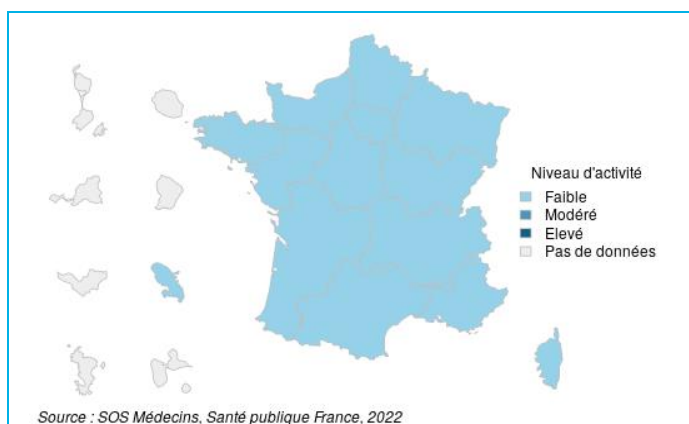 Niveau d'activité
Faible
Modéré
Elevé
Pas de données
Source : SOS Médecins, Santé publique France, 2022